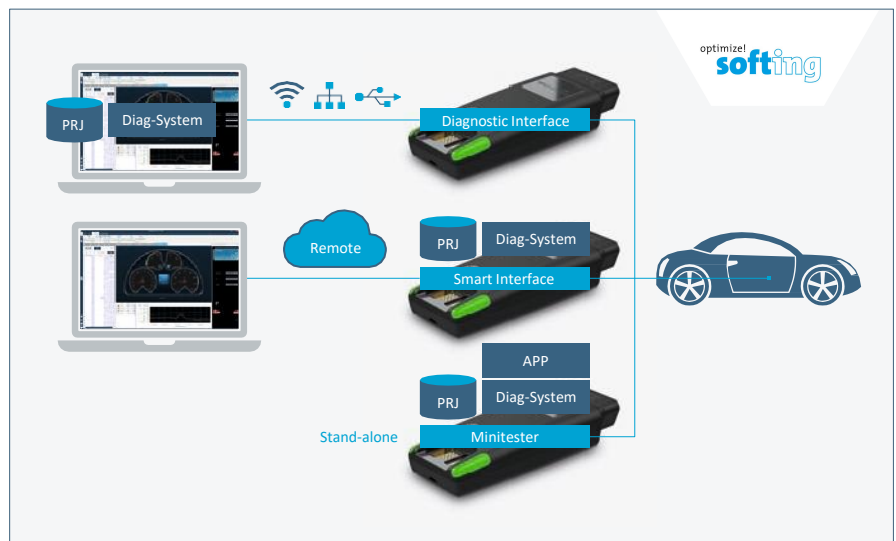 optimize!
softing
PRJ
Diag-System
Diagnostic Interface
Remote
PRJ
Diag-System
Smart Interface
APP
PRJ
Diag-System
Stand-alone
Minitester